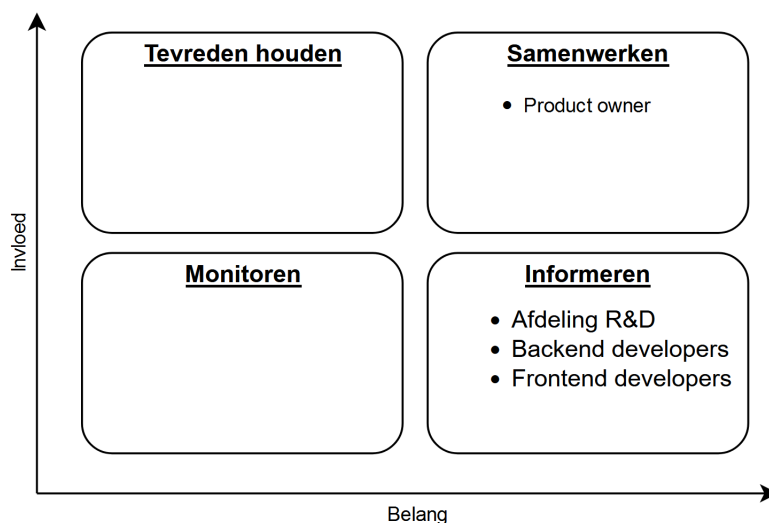 Tevreden houden
Samenwerken
Product owner
Invloed
Monitoren
Informeren
Afdeling R&D
Backend developers
Frontend developers
Belang